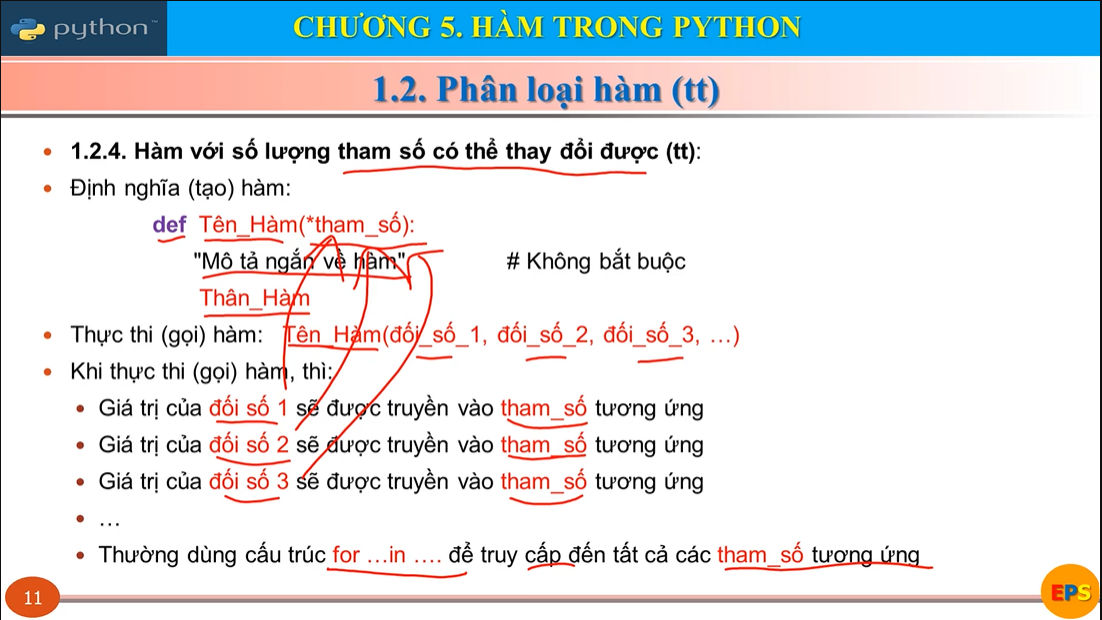 python™
CHƯƠNG 5. HÀM TRONG PYTHON
1.2. Phân loại hàm (tt)
1.2.4. Hàm với số lượng tham số có thể thay đổi được (tt):
Định nghĩa (tạo) hàm:
def Tên_Hàm(*tham_số):
"Mô tả ngắn về hàm" # Không bắt buộc
Thân_Hàm
Thực thi (gọi) hàm: Tên_Hàm(đối_số_1, đối_số_2, đối_số_3, …)
Khi thực thi (gọi) hàm, thì:
Giá trị của đối số 1 sẽ được truyền vào tham_số tương ứng
Giá trị của đối số 2 sẽ được truyền vào tham_số tương ứng
Giá trị của đối số 3 sẽ được truyền vào tham_số tương ứng
…
Thường dùng cấu trúc for …in …. để truy cấp đến tất cả các tham_số tương ứng
11
EPS